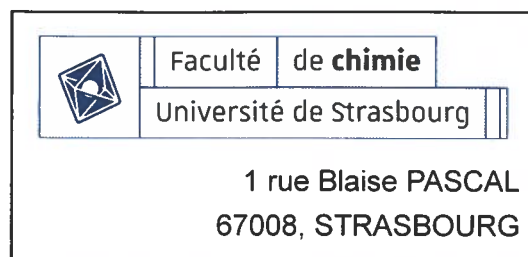 Faculté de chimie
Université de Strasbourg
1 rue Blaise PASCAL
67008, STRASBOURG